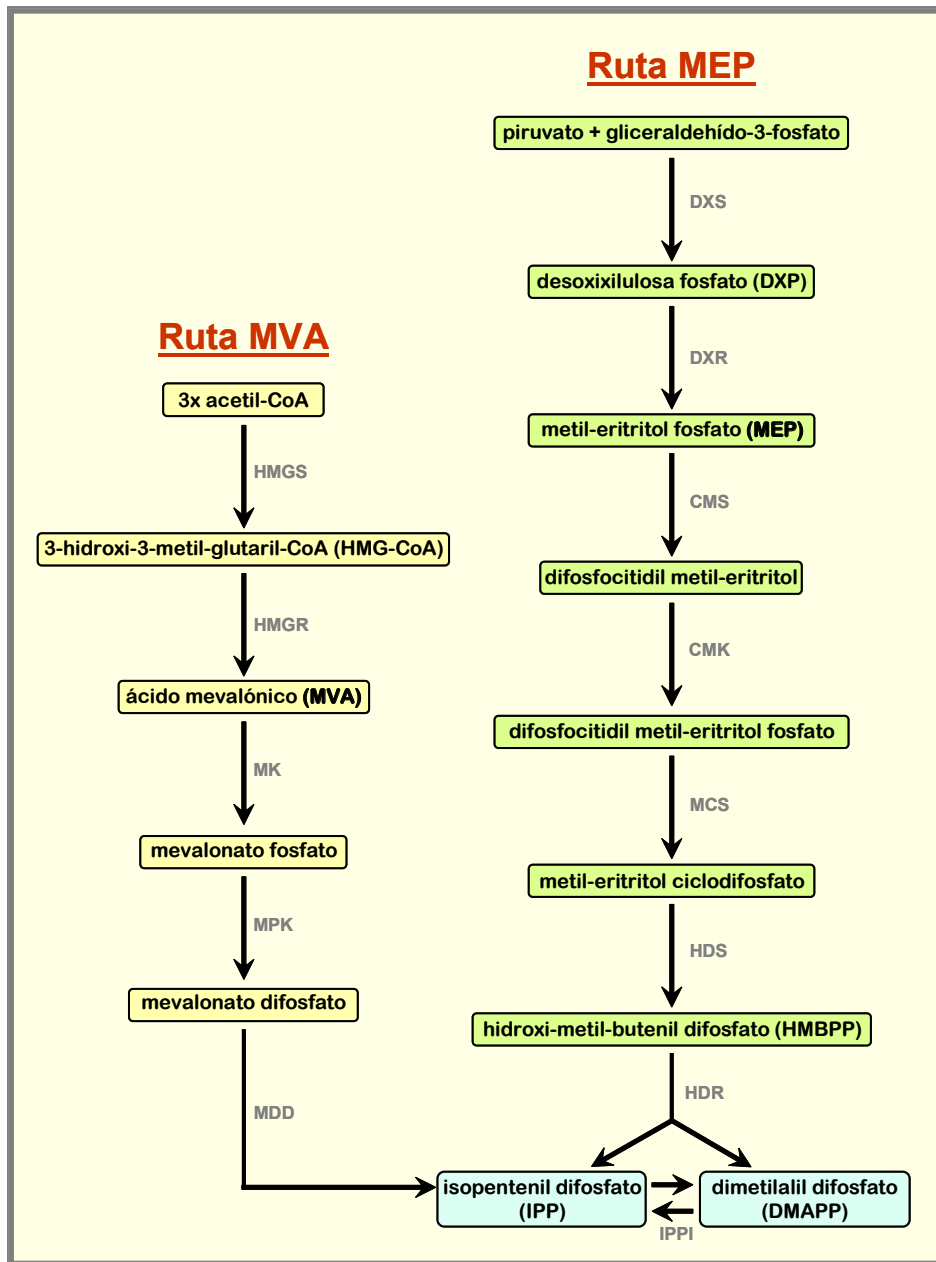 Ruta MEP
piruvato + gliceraldehído-3-fosfato
DXS
desoxixilulosa fosfato (DXP)
DXR
metil-eritritol fosfato (MEP)
CMS
difosfocitidil metil-eritritol
CMK
difosfocitidil metil-eritritol fosfato
MCS
metil-eritritol ciclodifosfato
HDS
hidroxi-metil-butenil difosfato (HMBPP)
HDR
Ruta MVA
3x acetil-CoA
HMGS
3-hidroxi-3-metil-glutaril-CoA (HMG-CoA)
HMGR
ácido mevalónico (MVA)
MK
mevalonato fosfato
MPK
mevalonato difosfato
MDD
isopentenil difosfato
(IPP)
dimetilalil difosfato
(DMAPP)
IPPI